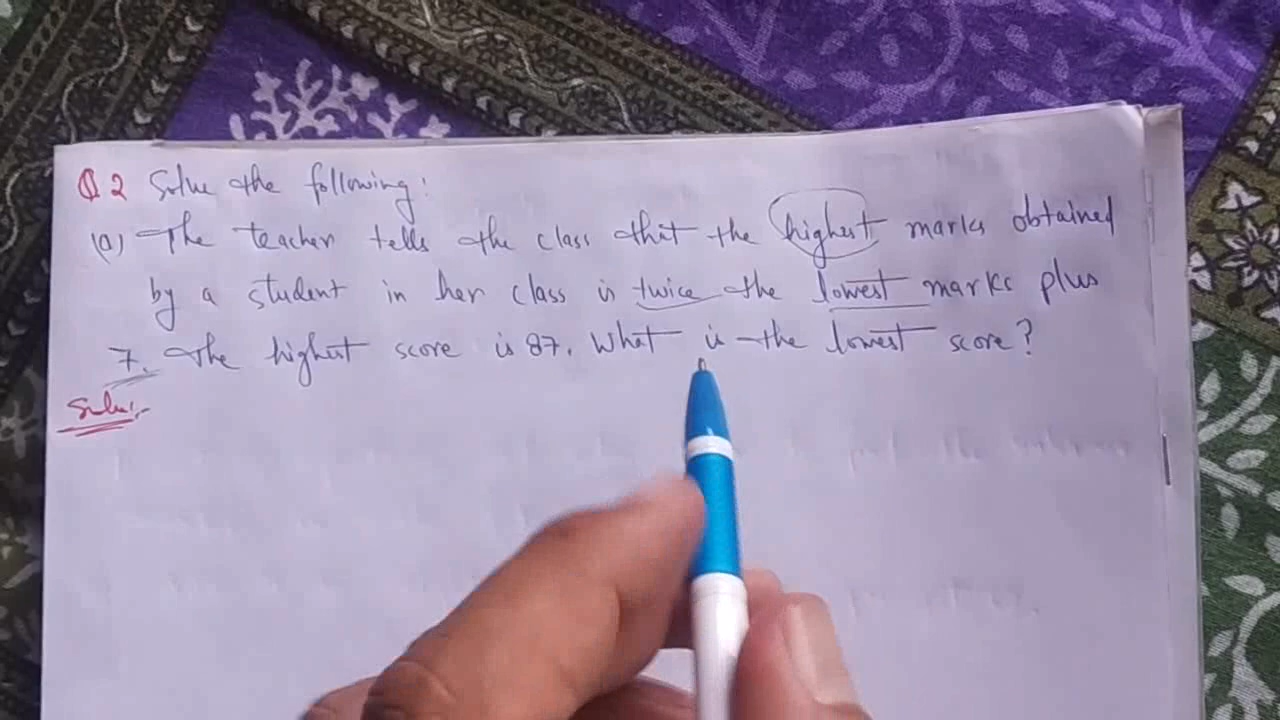 Q 2 Solve the following:
(a) The teacher tells the class that the highest marks obtained
by a student in her class is twice the lowest marks plus
7. The highest score is 87. What is the lowest score?
Soln:-